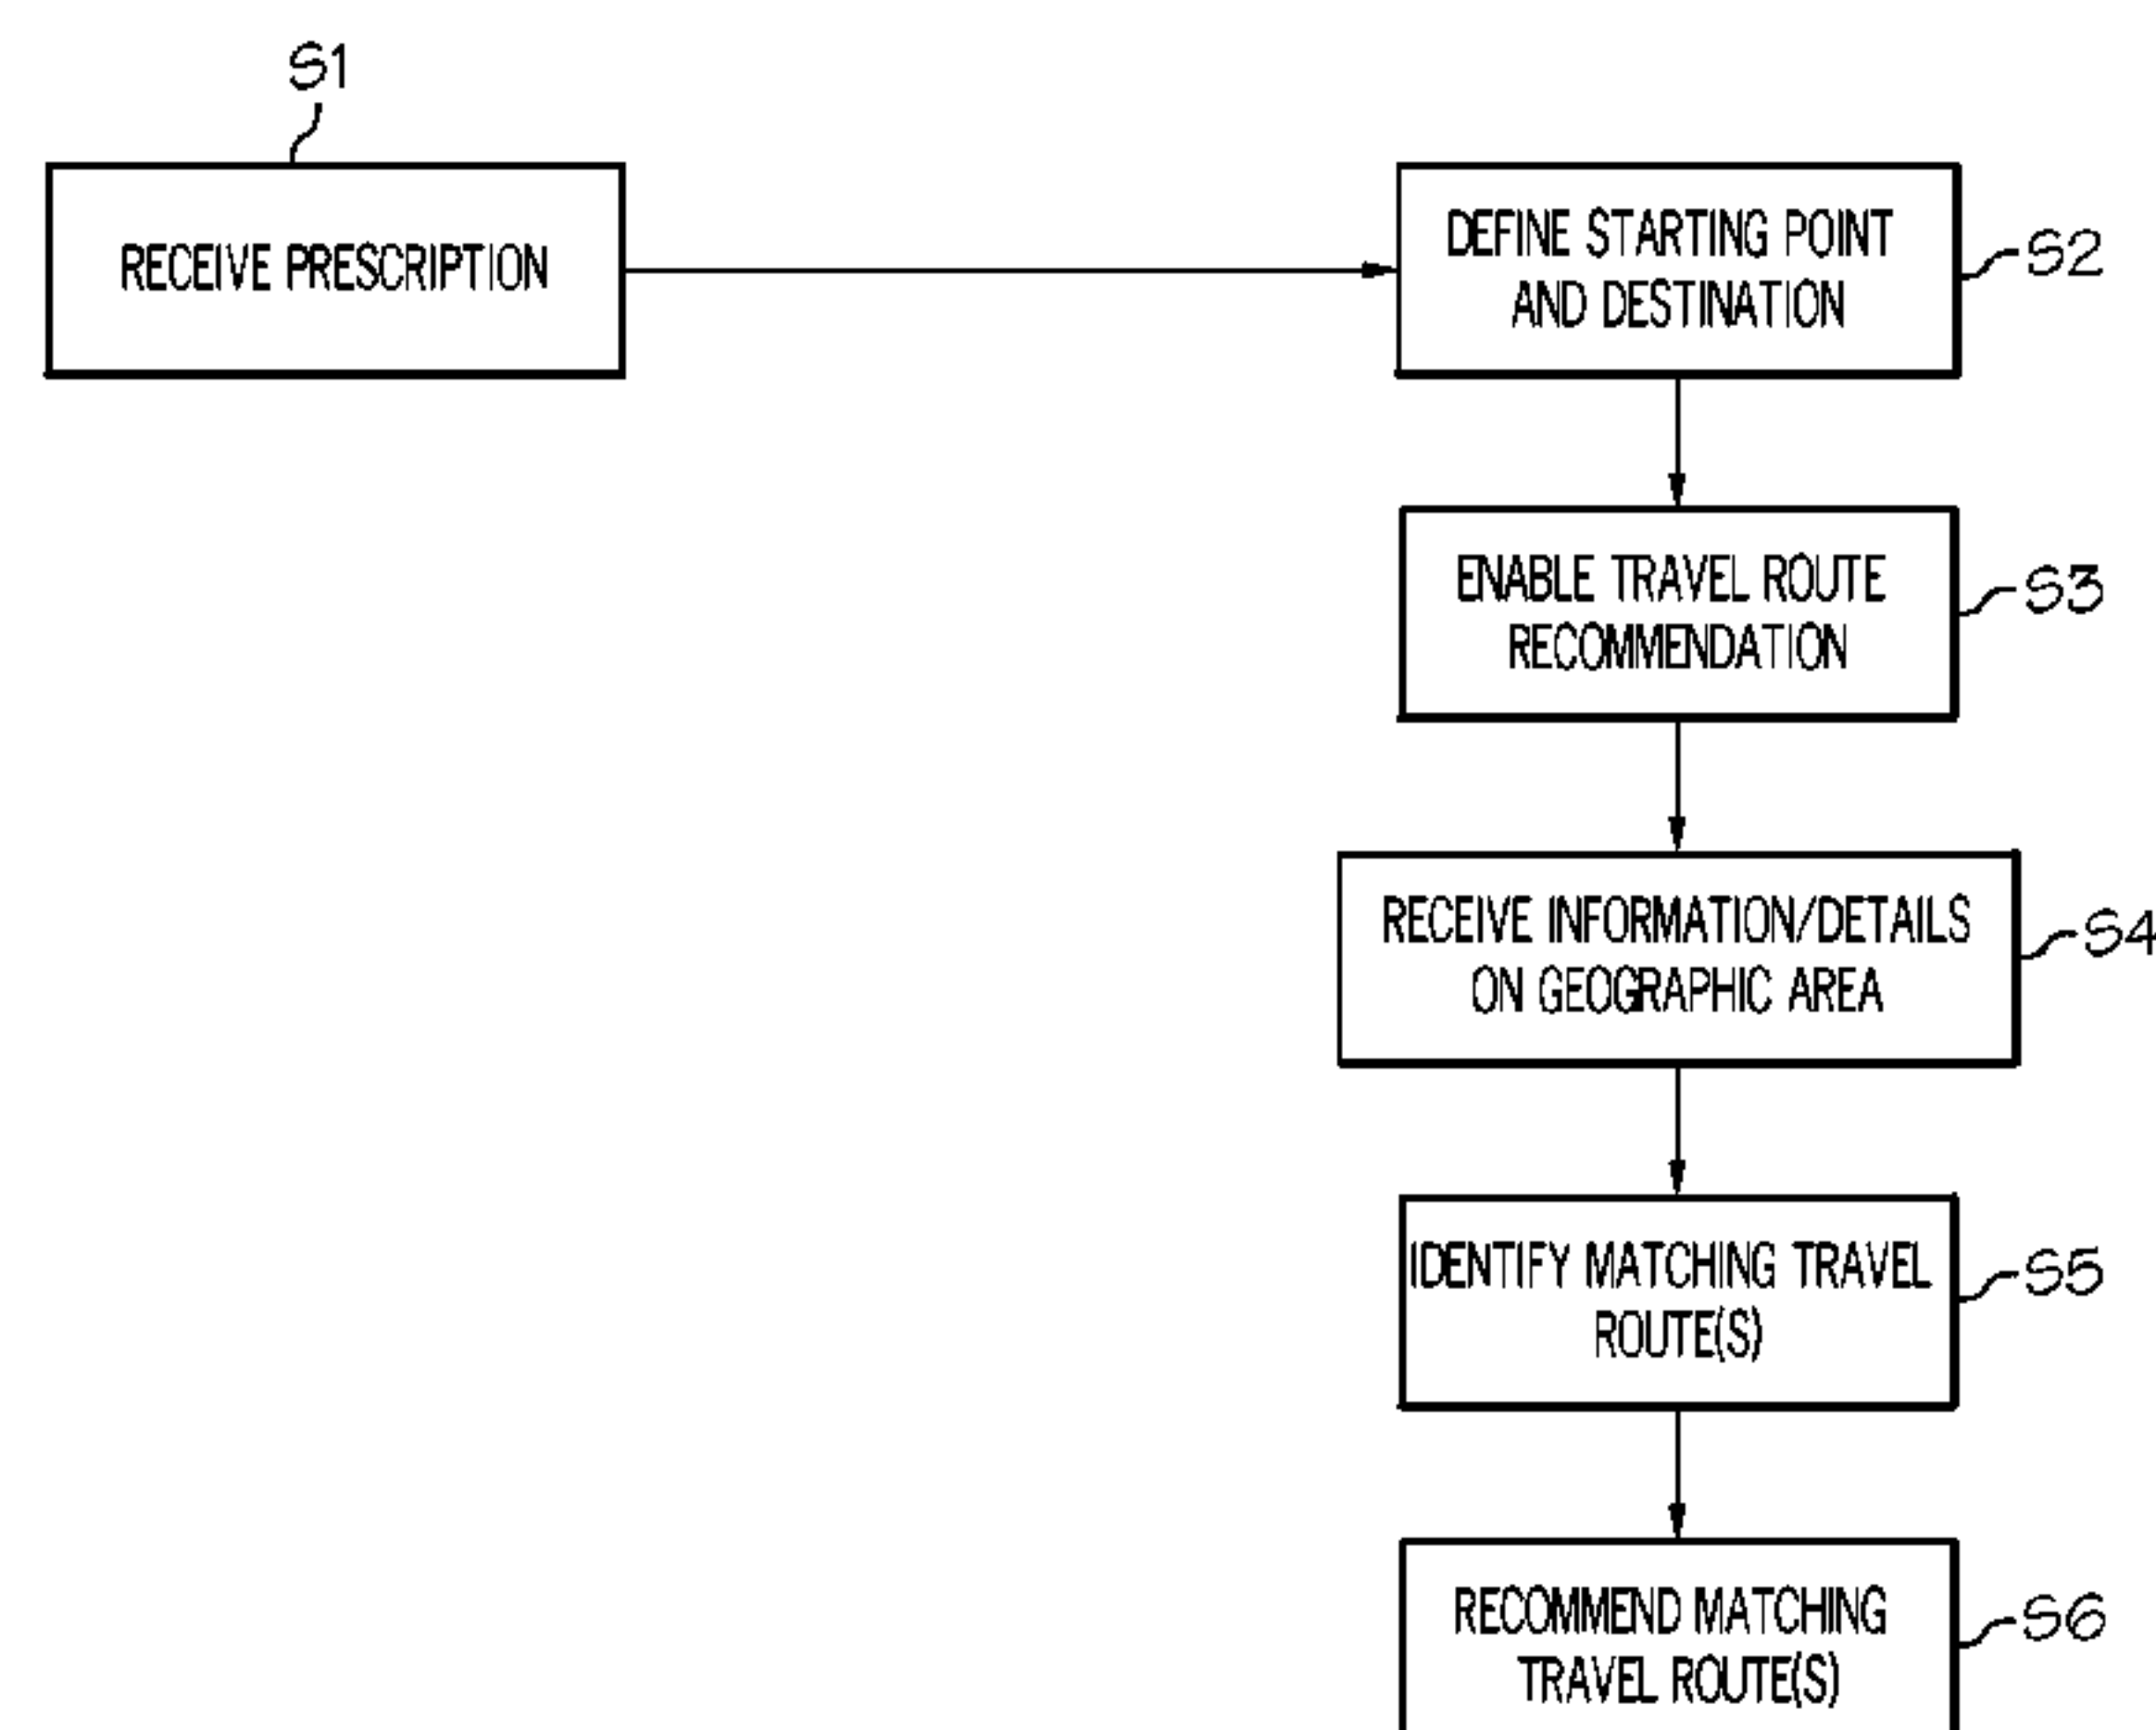 S1
RECEIVE PRESCRIPTION
DEFINE STARTING POINT
AND DESTINATION
S2
ENABLE TRAVEL ROUTE
RECOMMENDATION
S3
RECEIVE INFORMATION/DETAILS
ON GEOGRAPHIC AREA
S4
IDENTIFY MATCHING TRAVEL
ROUTE(S)
S5
RECOMMEND MATCHING
TRAVEL ROUTE(S)
S6